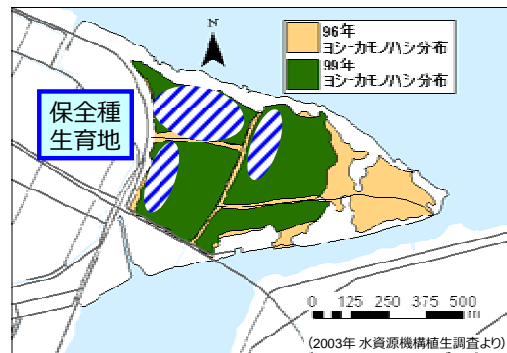 N
96年
ヨシーカモノハシ分布
99年
ヨシーカモノハシ分布
保全種
生育地
0 125 250 375 500
m
(2003年 水資源機構植生調査より)